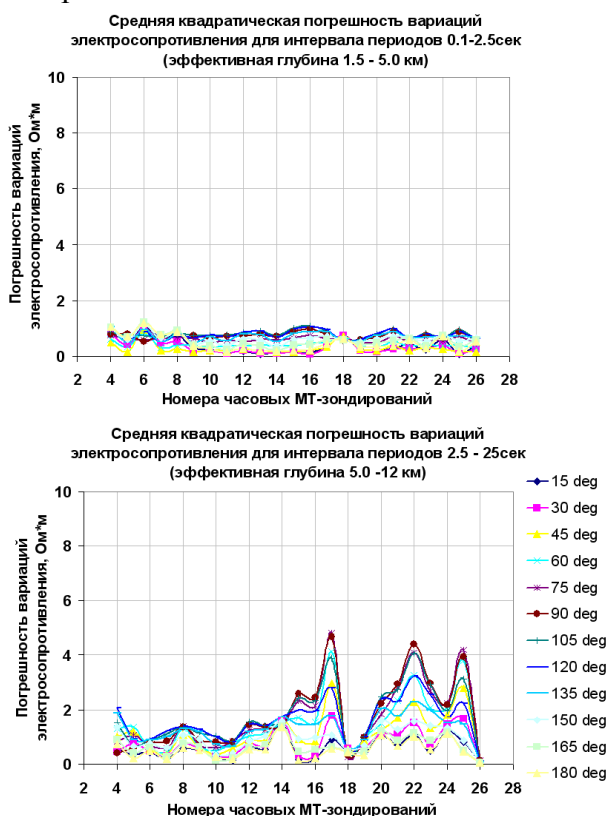 Средняя квадратическая погрешность вариаций
электросопротивления для интервала периодов 0.1-2.5сек
(эффективная глубина 1.5 - 5.0 км)
Погрешность вариаций
электросопротивления, Ом*м
10
8
6
4
2
0
2 4 6 8 10 12 14 16 18 20 22 24 26 28
Номера часовых МТ-зондирований
Средняя квадратическая погрешность вариаций
электросопротивления для интервала периодов 2.5 - 25сек
(эффективная глубина 5.0 -12 км)
Погрешность вариаций
электросопротивления, Ом*м
10
8
6
4
2
0
2 4 6 8 10 12 14 16 18 20 22 24 26 28
Номера часовых МТ-зондирований
15 deg
30 deg
45 deg
60 deg
75 deg
90 deg
105 deg
120 deg
135 deg
150 deg
165 deg
180 deg